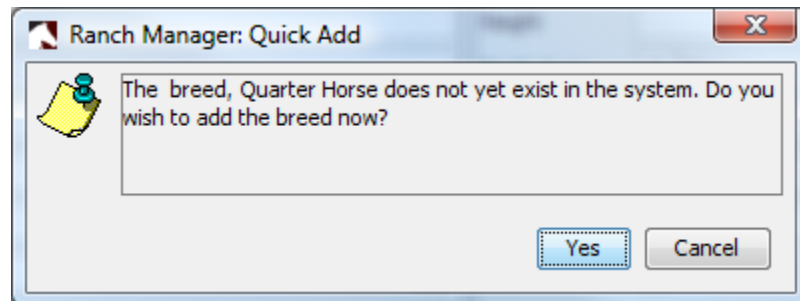 Ranch Manager: Quick Add
The  breed, Quarter Horse does not yet exist in the system. Do you
wish to add the breed now?
Yes
Cancel